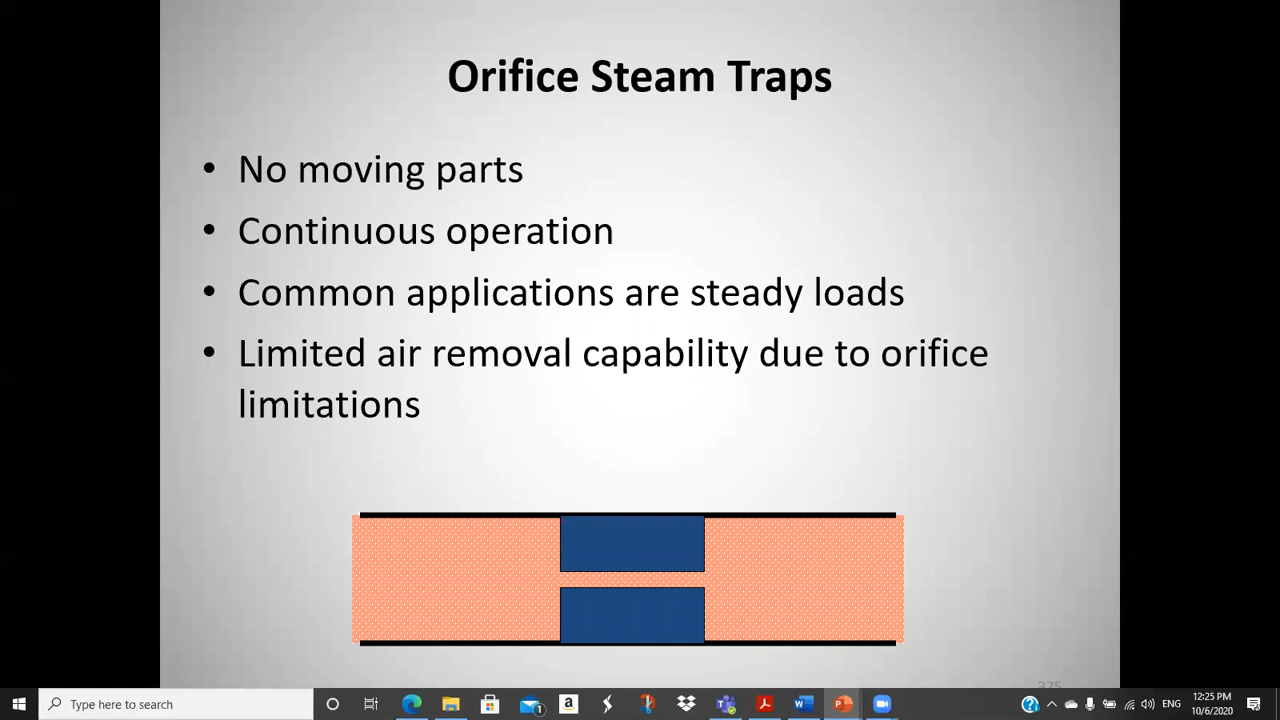 Orifice Steam Traps
• No moving parts
• Continuous operation
• Common applications are steady loads
• Limited air removal capability due to orifice
limitations
375
Type here to search
ENG
12:25 PM
10/6/2020